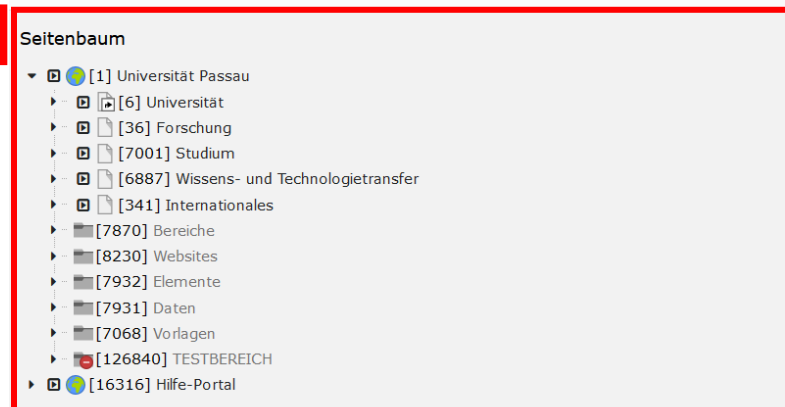 Seitenbaum
[1] Universität Passau
[6] Universität
[36] Forschung
[7001] Studium
[6887] Wissens- und Technologietransfer
[341] Internationales
[7870] Bereiche
[8230] Websites
[7932] Elemente
[7931] Daten
[7068] Vorlagen
[126840] TESTBEREICH
[16316] Hilfe-Portal